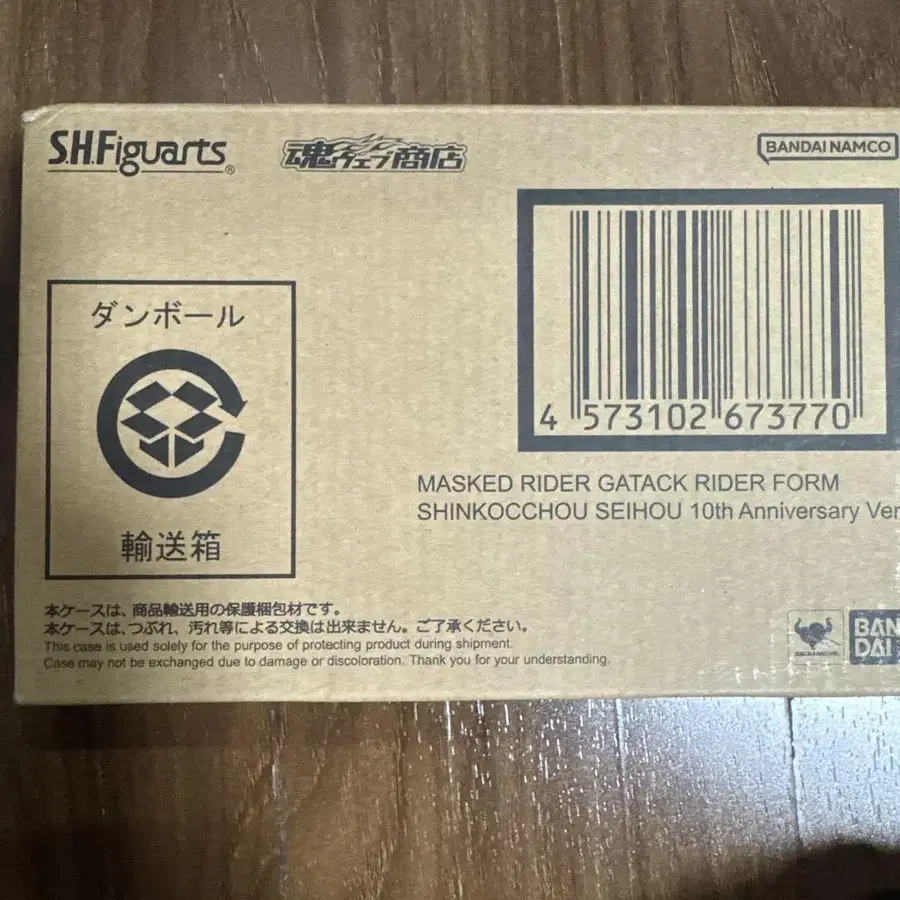 S.H.Figuarts®
魂ウェブ商店
BANDAI NAMCO
ダンボール
輸送箱
4 573102 673770
MASKED RIDER GATACK RIDER FORM
SHINKOCCHOU SEIHOU 10th Anniversary Ver
本ケースは、商品輸送用の保護梱包材です。
本ケースは、つぶれ、汚れ等による交換は出来ません。ご了承ください。
This case is used solely for the purpose of protecting product during shipment.
Case may not be exchanged due to damage or discoloration. Thank you for your understanding.
BAN
DAI